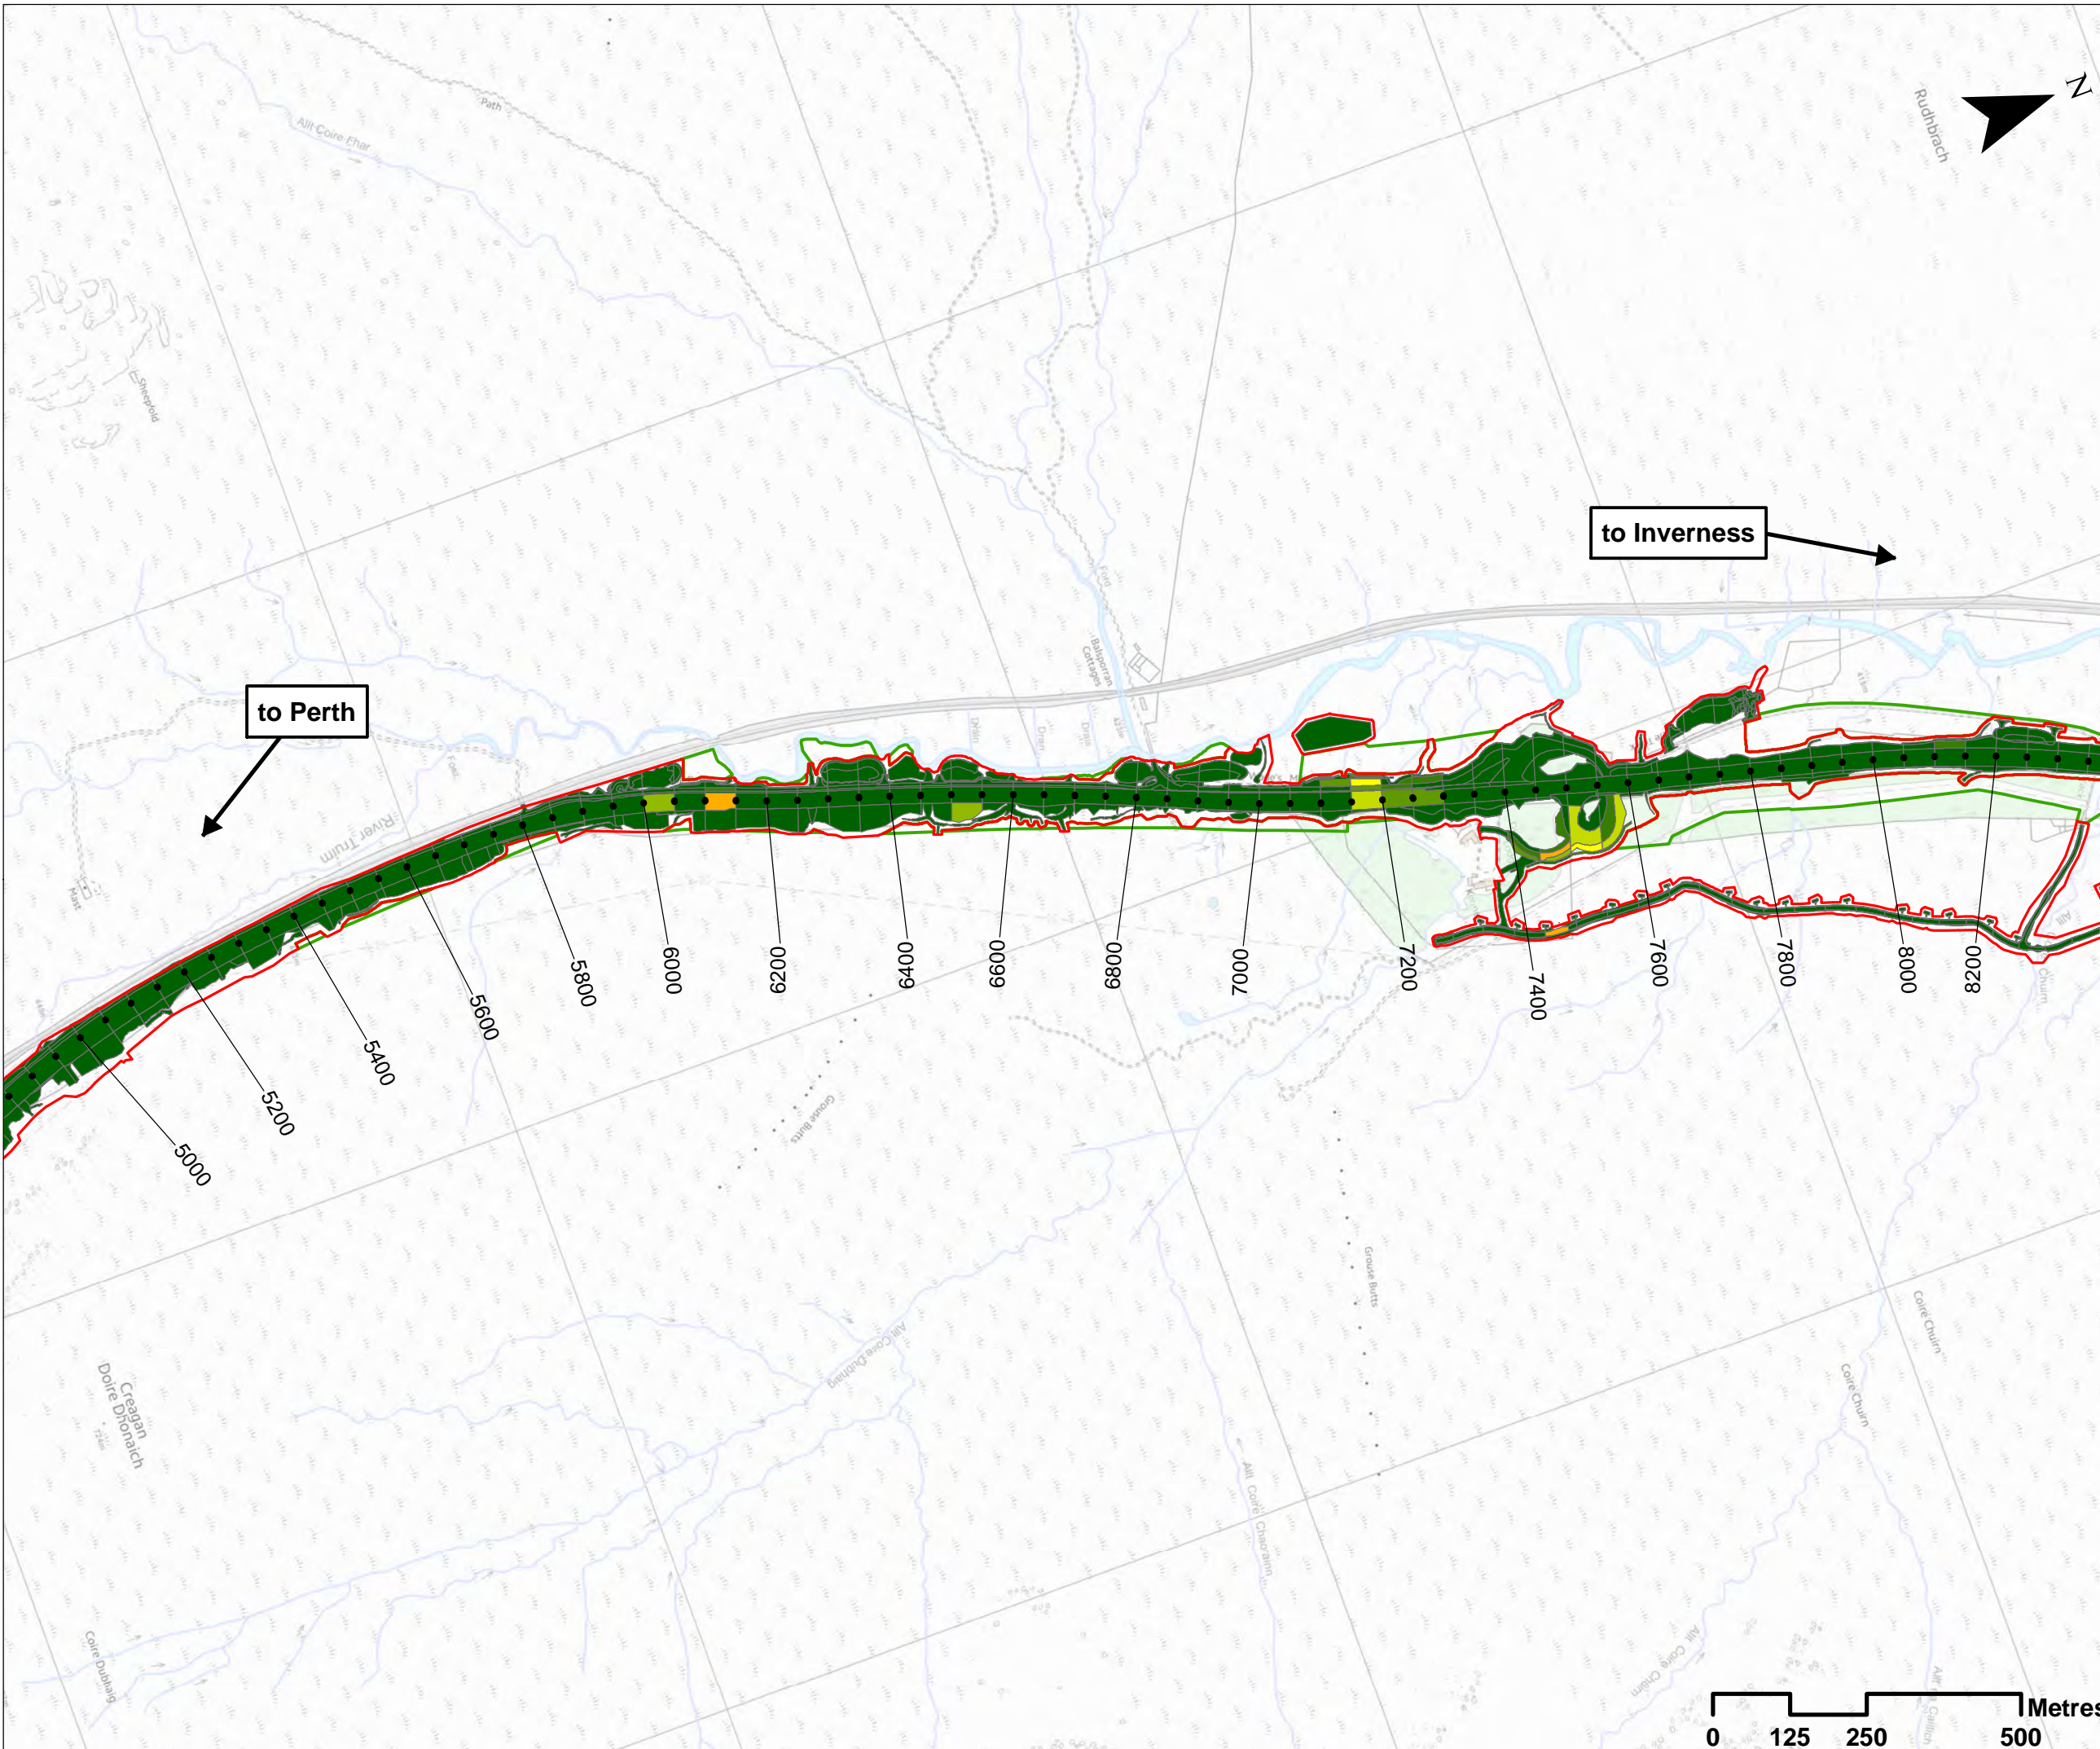 N
Rudhbrach
Path
Allt Coire Fhar
Sheepfold
to Inverness
Ford
Balsporran
Cottages
Drain
Drain
Drain
415m
to Perth
Ford
River Truim
Mast
5000
5200
5400
5600
5800
6000
6200
6400
6600
6800
7000
7200
7400
7600
7800
8000
8200
Grouse Butts
Grouse Butts
Allt Coire Dubhaig
Creagan
Doire Dhonaich
Coire Dubhaig
Coire Chuirn
Coire Chuirn
Allt Coire Chuirn
Metres
0 125 250 500